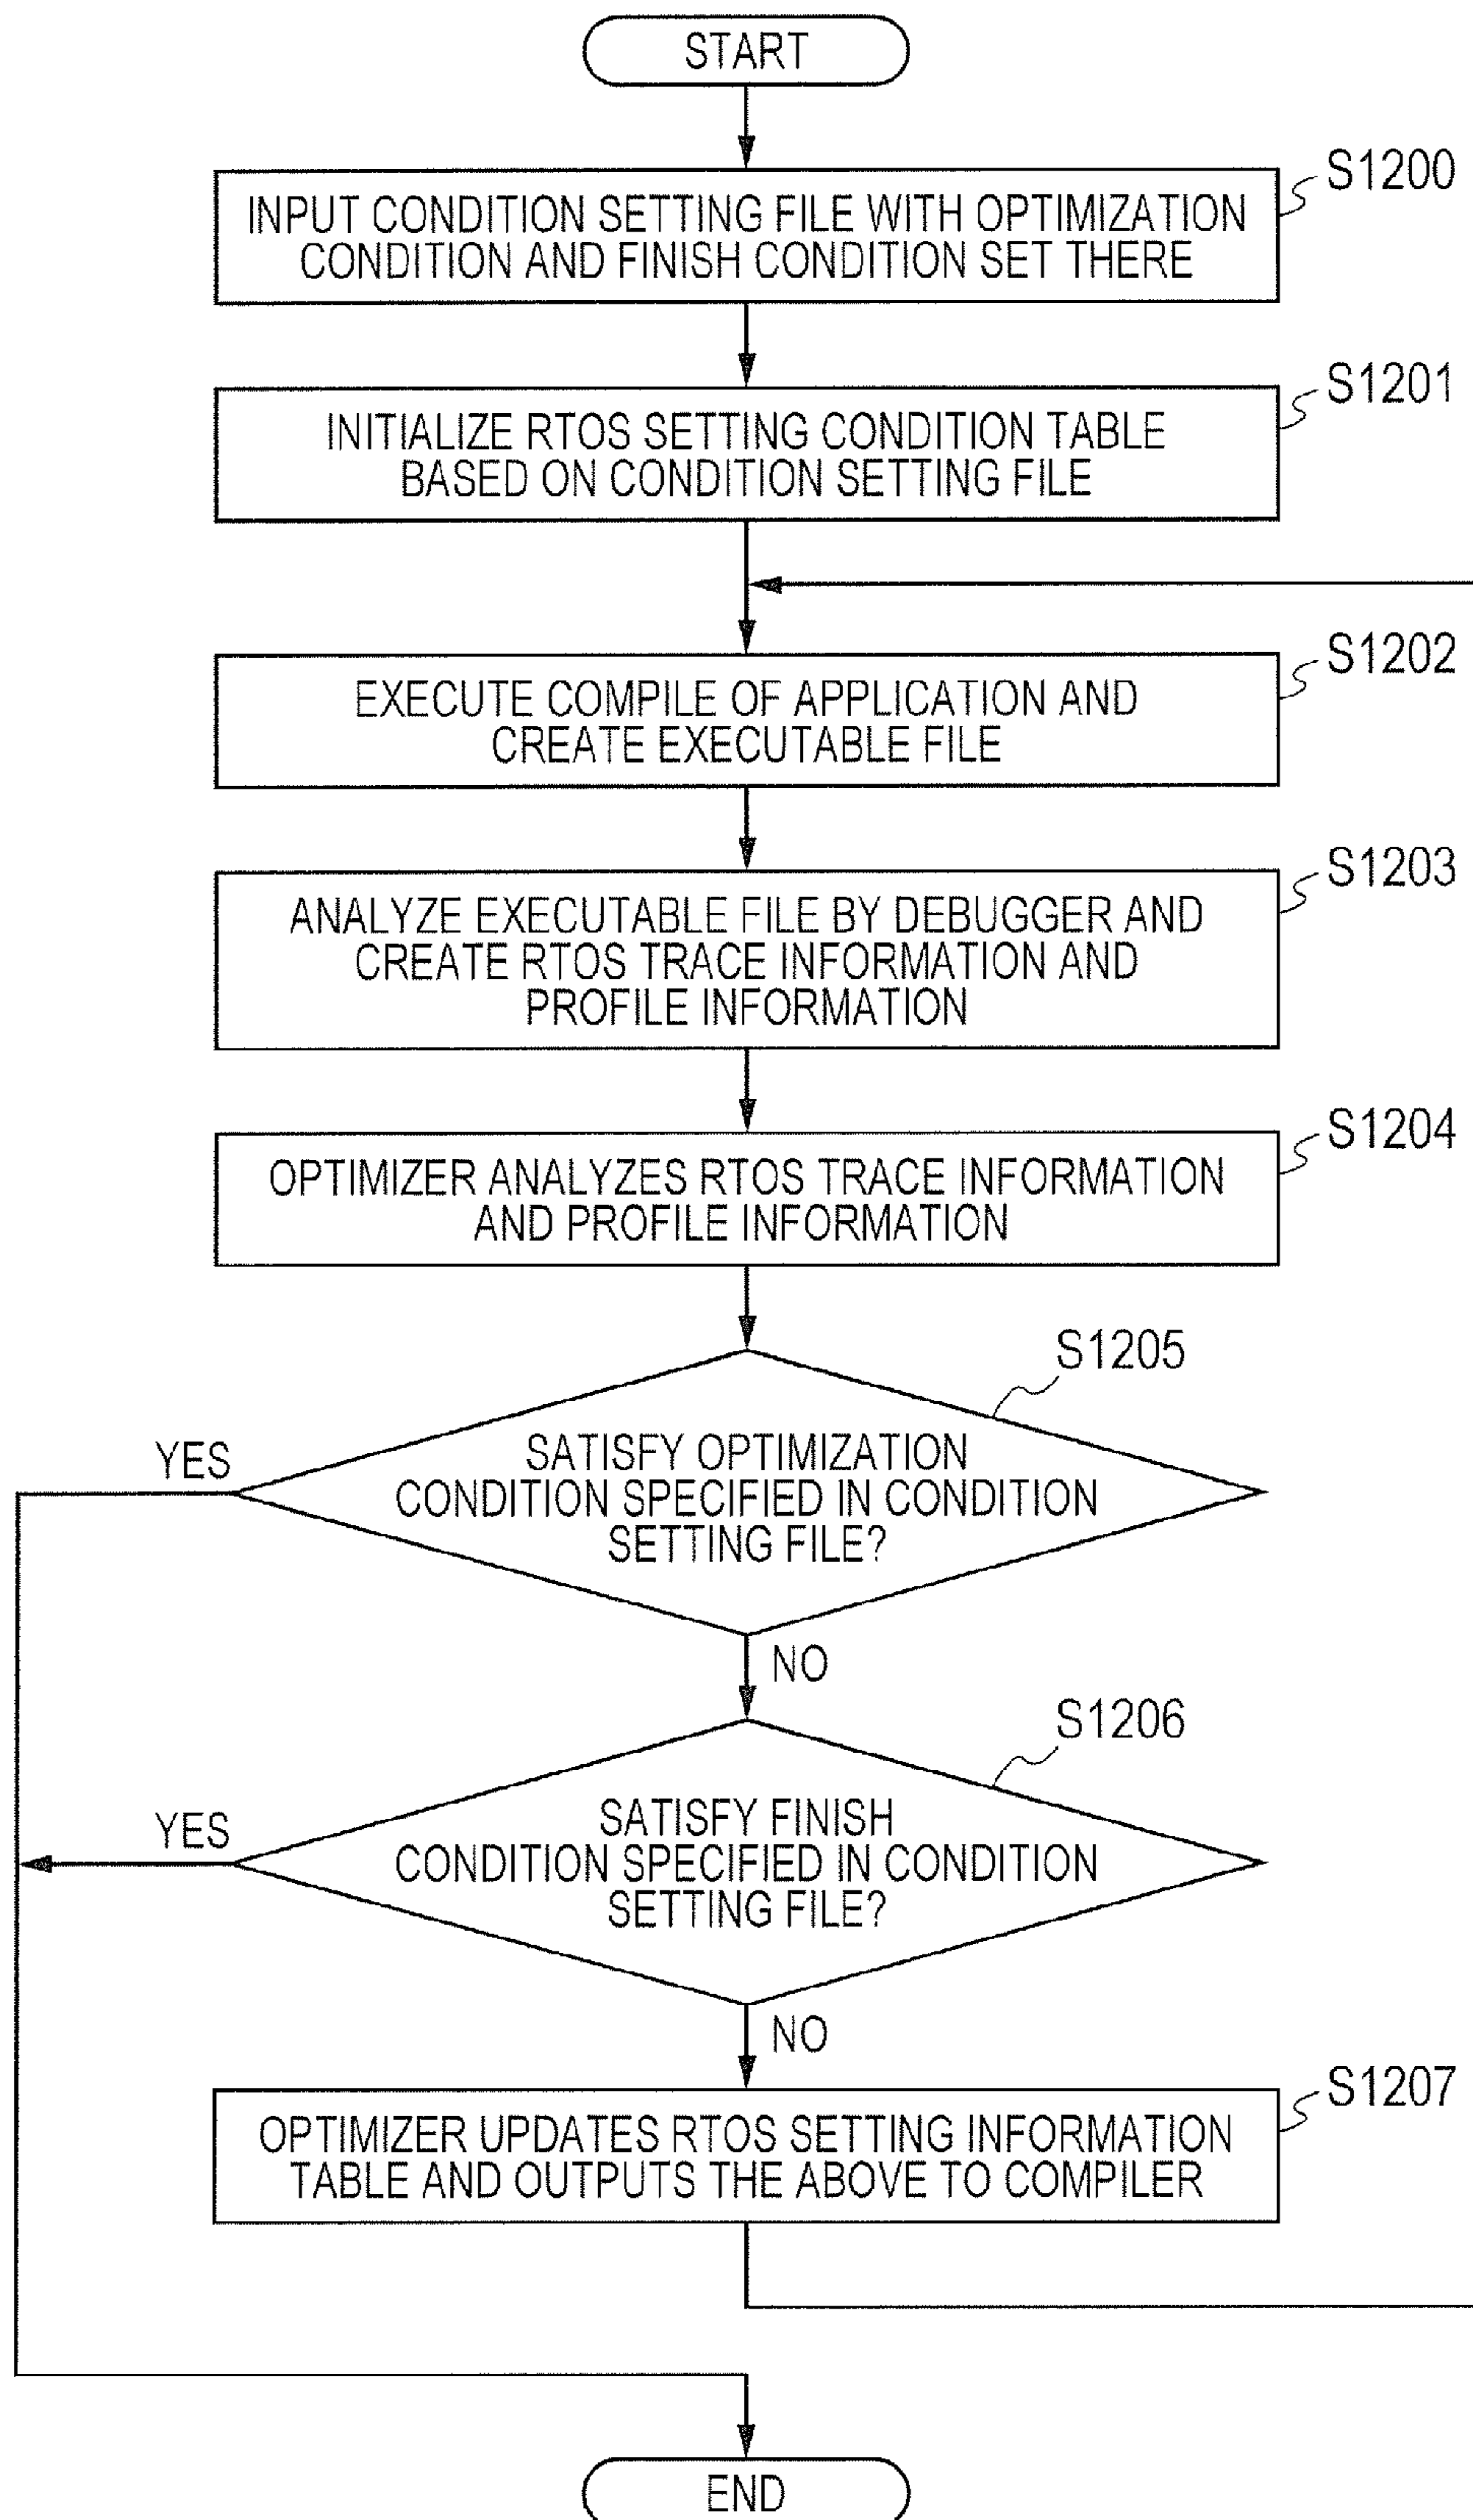 START
S1200
INPUT CONDITION SETTING FILE WITH OPTIMIZATION
CONDITION AND FINISH CONDITION SET THERE
S1201
INITIALIZE RTOS SETTING CONDITION TABLE
BASED ON CONDITION SETTING FILE
S1202
EXECUTE COMPILE OF APPLICATION AND
CREATE EXECUTABLE FILE
S1203
ANALYZE EXECUTABLE FILE BY DEBUGGER AND
CREATE RTOS TRACE INFORMATION AND
PROFILE INFORMATION
S1204
OPTIMIZER ANALYZES RTOS TRACE INFORMATION
AND PROFILE INFORMATION
S1205
YES
SATISFY OPTIMIZATION
CONDITION SPECIFIED IN CONDITION
SETTING FILE?
NO
S1206
YES
SATISFY FINISH
CONDITION SPECIFIED IN CONDITION
SETTING FILE?
NO
S1207
OPTIMIZER UPDATES RTOS SETTING INFORMATION
TABLE AND OUTPUTS THE ABOVE TO COMPILER
END